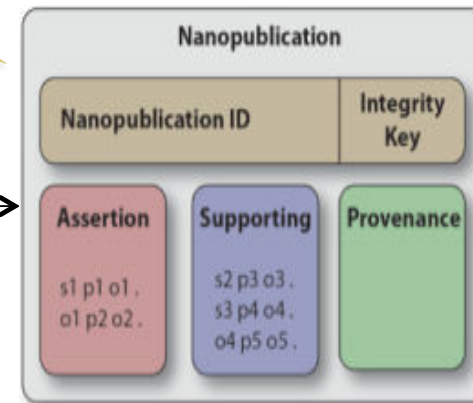 Nanopublication
Nanopublication ID
Integrity
Key
Assertion
s1 p1 o1 .
o1 p2 o2 .
Supporting
s2 p3 o3 .
s3 p4 o4 .
o4 p5 o5 .
Provenance